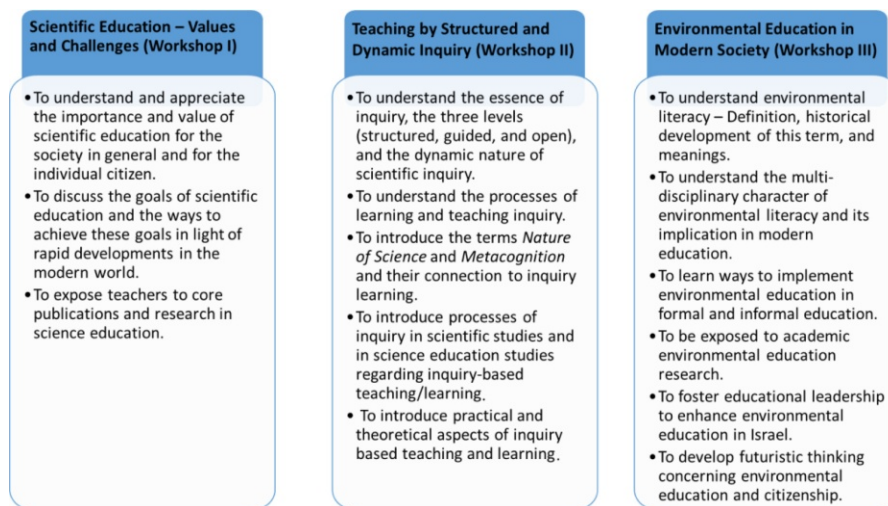 Scientific Education – Values
and Challenges (Workshop I)
•To understand and appreciate
the importance and value of
scientific education for the
society in general and for the
individual citizen.
•To discuss the goals of scientific
education and the ways to
achieve these goals in light of
rapid developments in the
modern world.
•To expose teachers to core
publications and research in
science education.
Teaching by Structured and
Dynamic Inquiry (Workshop II)
•To understand the essence of
inquiry, the three levels
(structured, guided, and open),
and the dynamic nature of
scientific inquiry.
•To understand the processes of
learning and teaching inquiry.
•To introduce the terms Nature
of Science and Metacognition
and their connection to inquiry
learning.
•To introduce processes of
inquiry in scientific studies and
in science education studies
regarding inquiry-based
teaching/learning.
• To introduce practical and
theoretical aspects of inquiry
based teaching and learning.
Environmental Education in
Modern Society (Workshop III)
•To understand environmental
literacy – Definition, historical
development of this term, and
meanings.
•To understand the multi-
disciplinary character of
environmental literacy and its
implication in modern
education.
•To learn ways to implement
environmental education in
formal and informal education.
•To be exposed to academic
environmental education
research.
•To foster educational leadership
to enhance environmental
education in Israel.
•To develop futuristic thinking
concerning environmental
education and citizenship.